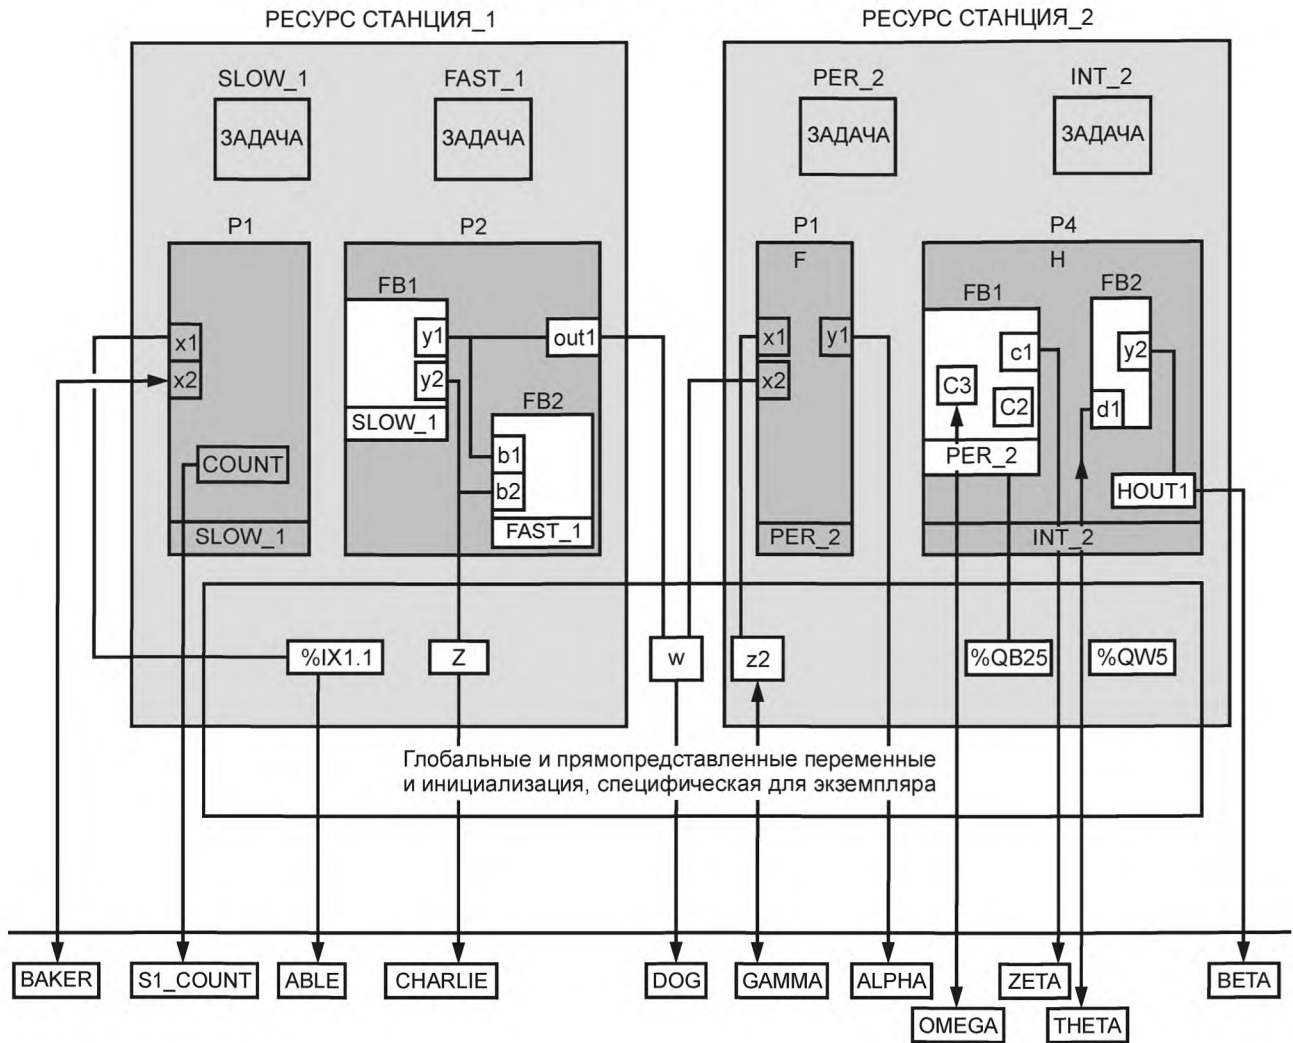 РЕСУРС СТАНЦИЯ_1
РЕСУРС СТАНЦИЯ_2
SLOW_1
FAST_1
PER_2
INT_2
ЗАДАЧА
ЗАДАЧА
ЗАДАЧА
ЗАДАЧА
P1
P2
P1
P4
F
H
FB1
FB1
FB2
x1
x2
y1
y2
out1
x1
x2
y1
c1
C3
C2
y2
d1
SLOW_1
FB2
COUNT
b1
b2
PER_2
HOUT1
SLOW_1
FAST_1
PER_2
INT_2
%IX1.1
Z
w
z2
%QB25
%QW5
Глобальные и прямопредставленные переменные
и инициализация, специфическая для экземпляра
BAKER
S1_COUNT
ABLE
CHARLIE
DOG
GAMMA
ALPHA
ZETA
BETA
OMEGA
THETA